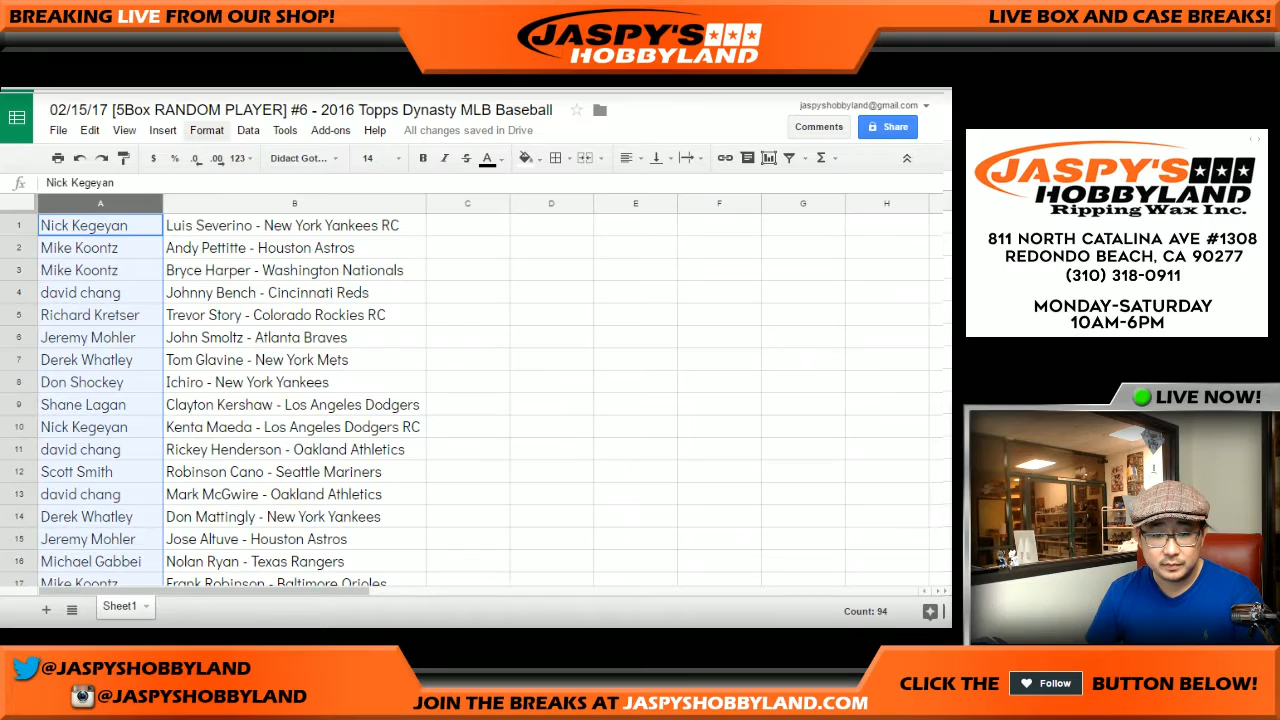 BREAKING LIVE FROM OUR SHOP!
JASPY'S
HOBBYLAND
LIVE BOX AND CASE BREAKS!
02/15/17 [5Box RANDOM PLAYER] #6 - 2016 Topps Dynasty MLB Baseball
jaspyshobbyland@gmail.com
File Edit View Insert Format Data Tools Add-ons Help All changes saved in Drive
Comments Share
$ % .0 .00 123 Didact Got... 14 B I S A
fx Nick Kegeyan
A B C D E F G H
1 Nick Kegeyan Luis Severino - New York Yankees RC
2 Mike Koontz Andy Pettitte - Houston Astros
3 Mike Koontz Bryce Harper - Washington Nationals
4 david chang Johnny Bench - Cincinnati Reds
5 Richard Kretser Trevor Story - Colorado Rockies RC
6 Jeremy Mohler John Smoltz - Atlanta Braves
7 Derek Whatley Tom Glavine - New York Mets
8 Don Shockey Ichiro - New York Yankees
9 Shane Lagan Clayton Kershaw - Los Angeles Dodgers
10 Nick Kegeyan Kenta Maeda - Los Angeles Dodgers RC
11 david chang Rickey Henderson - Oakland Athletics
12 Scott Smith Robinson Cano - Seattle Mariners
13 david chang Mark McGwire - Oakland Athletics
14 Derek Whatley Don Mattingly - New York Yankees
15 Jeremy Mohler Jose Altuve - Houston Astros
16 Michael Gabbei Nolan Ryan - Texas Rangers
17 Mike Koontz Frank Robinson - Baltimore Orioles
Sheet1
Count: 94
JASPY'S
HOBBYLAND
Ripping Wax Inc.
811 NORTH CATALINA AVE #1308
REDONDO BEACH, CA 90277
(310) 318-0911
MONDAY-SATURDAY
10AM-6PM
LIVE NOW!
@JASPYSHOBBYLAND
@JASPYSHOBBYLAND
JOIN THE BREAKS AT JASPYSHOBBYLAND.COM
CLICK THE Follow BUTTON BELOW!